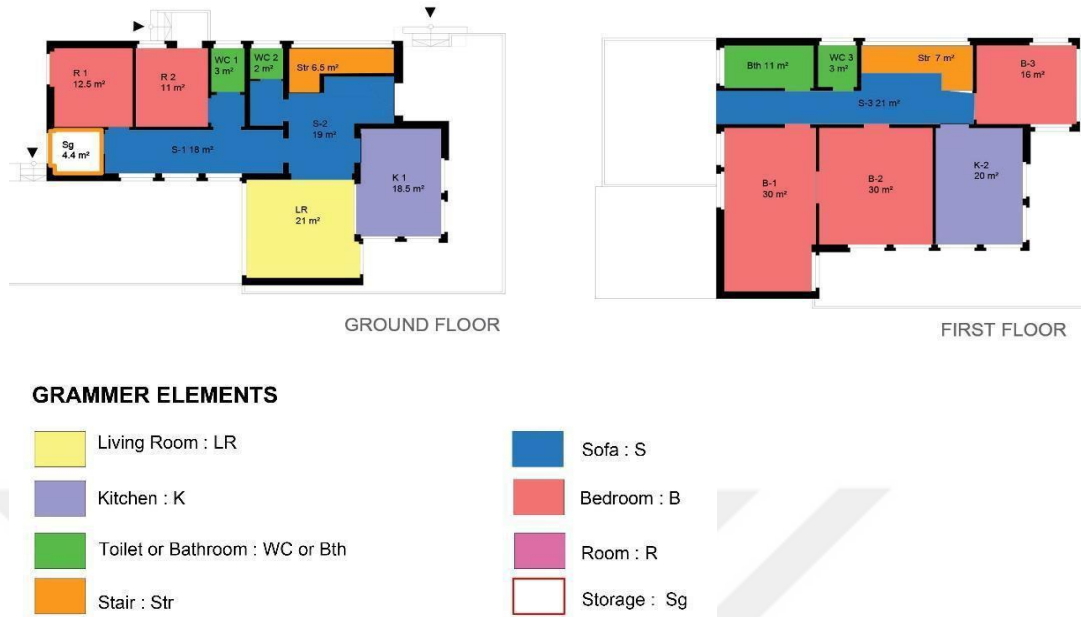 R 1
12.5 m²
R 2
11 m²
WC 1
3 m²
WC 2
2 m²
Str 6.5 m²
S-2
19 m²
Sg
4.4 m²
S-1 18 m²
K 1
18.5 m²
LR
21 m²
GROUND FLOOR
Bth 11 m²
WC 3
3 m²
Str 7 m²
B-3
16 m²
S-3 21 m²
B-1
30 m²
B-2
30 m²
K-2
20 m²
FIRST FLOOR
GRAMMER ELEMENTS
Living Room : LR
Kitchen : K
Toilet or Bathroom : WC or Bth
Stair : Str
Sofa : S
Bedroom : B
Room : R
Storage : Sg